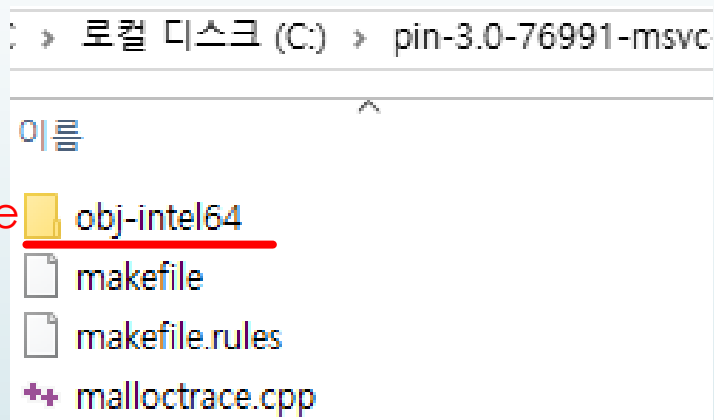 > 로컬 디스크 (C:) > pin-3.0-76991-msvc
이름
e obj-intel64
makefile
makefile.rules
malloctrace.cpp